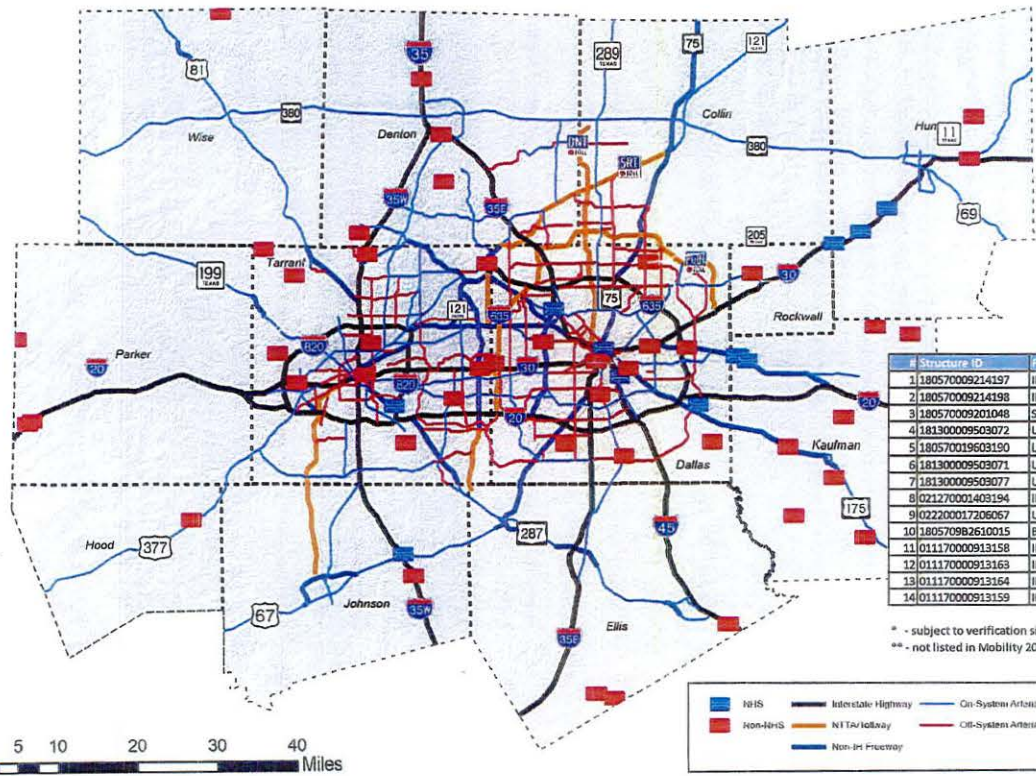 35
289
TEXAS
75
121
81
380
Wise
Denton
Collin
11
TEXAS
380
35W
35E
69
205
199
TEXAS
Tarrant
30
121
75
635
Rockwall
Parker
820
635
20
820
30
20
20
Kaufman
Dallas
175
Hood
377
287
45
67
Johnson
35W
Ellis
35E
# Structure ID
1 180570009214197
2 180570009214198
3 180570009201048
4 181300009503072
5 180570019603190
6 181300009503071
7 181300009503077
8 021270001403194
9 022200017206067
10 1805709B2610015
11 011170000913158
12 011170000913163
13 011170000913164
14 011170000913159
* - subject to verification
** - not listed in Mobility 20
NHS
Interstate Highway
On-System
Non-NHS
NTTA/Tollway
Off-System
Non-IH Freeway
5 10 20 30 40
Miles